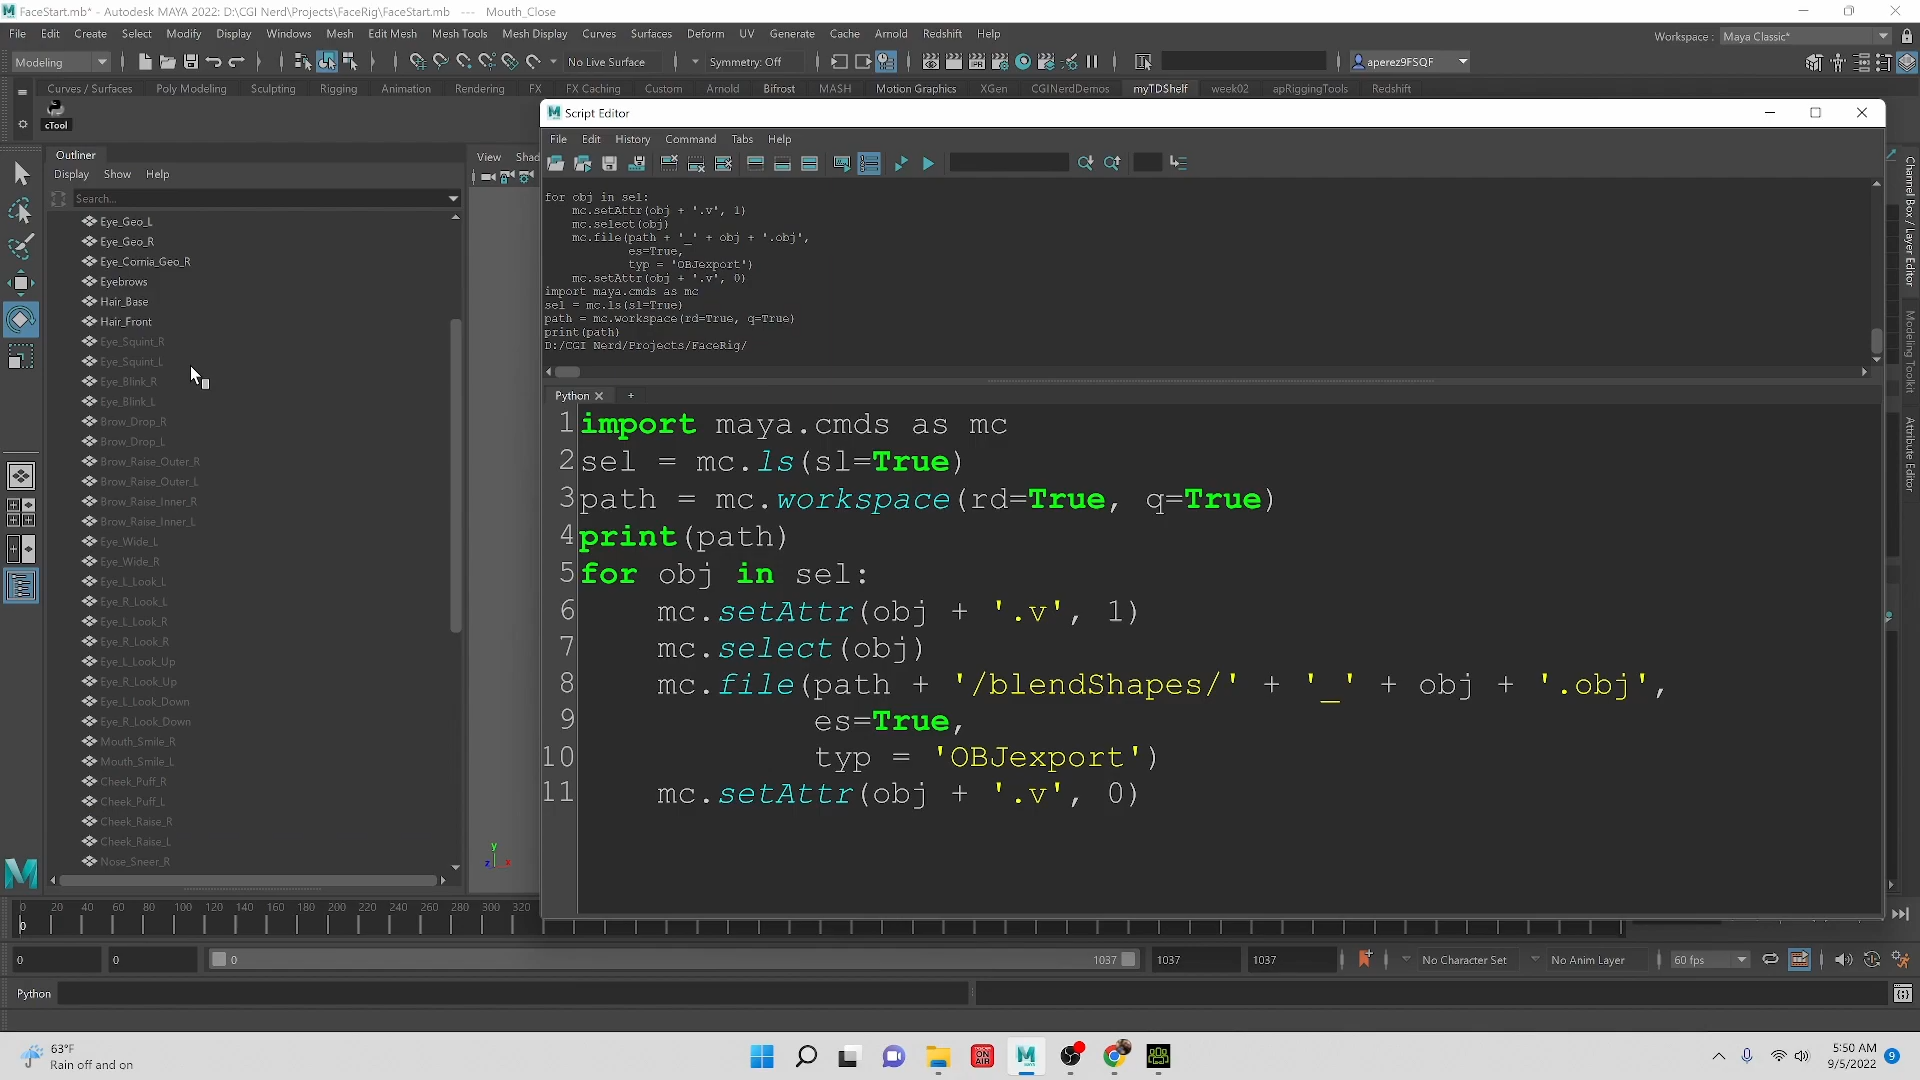 FaceStart.mb* - Autodesk MAYA 2022: D:\CGI Nerd\Projects\FaceRig\FaceStart.mb --- Mouth_Close
File Edit Create Select Modify Display Windows Mesh Edit Mesh Mesh Tools Mesh Display Curves Surfaces Deform UV Generate Cache Arnold Redshift Help
Workspace : Maya Classic*
Modeling
No Live Surface
Symmetry: Off
aperez9FSQF
Curves / Surfaces Poly Modeling Sculpting Rigging Animation Rendering FX FX Caching Custom Arnold Bifrost MASH Motion Graphics XGen CGINerdDemos myTDShelf week02 apRiggingTools Redshift
cTool
Script Editor
File Edit History Command Tabs Help
Outliner
Display Show Help
Search...
View Shad
Eye_Geo_L
Eye_Geo_R
Eye_Cornia_Geo_R
Eyebrows
Hair_Base
Hair_Front
Eye_Squint_R
Eye_Squint_L
Eye_Blink_R
Eye_Blink_L
Brow_Drop_R
Brow_Drop_L
Brow_Raise_Outer_R
Brow_Raise_Outer_L
Brow_Raise_Inner_R
Brow_Raise_Inner_L
Eye_Wide_L
Eye_Wide_R
Eye_L_Look_L
Eye_R_Look_L
Eye_L_Look_R
Eye_R_Look_R
Eye_L_Look_Up
Eye_R_Look_Up
Eye_L_Look_Down
Eye_R_Look_Down
Mouth_Smile_R
Mouth_Smile_L
Cheek_Puff_R
Cheek_Puff_L
Cheek_Raise_R
Cheek_Raise_L
Nose_Sneer_R
for obj in sel:
mc.setAttr(obj + '.v', 1)
mc.select(obj)
mc.file(path + '_' + obj + '.obj',
es=True,
typ = 'OBJexport')
mc.setAttr(obj + '.v', 0)
import maya.cmds as mc
sel = mc.ls(sl=True)
path = mc.workspace(rd=True, q=True)
print(path)
D:/CGI Nerd/Projects/FaceRig/
Python
+
1 import maya.cmds as mc
2 sel = mc.ls(sl=True)
3 path = mc.workspace(rd=True, q=True)
4 print(path)
5 for obj in sel:
6 mc.setAttr(obj + '.v', 1)
7 mc.select(obj)
8 mc.file(path + '/blendShapes/' + '_' + obj + '.obj',
9 es=True,
10 typ = 'OBJexport')
11 mc.setAttr(obj + '.v', 0)
Channel Box / Layer Editor
Modeling Toolkit
Attribute Editor
y
z x
0 20 40 60 80 100 120 140 160 180 200 220 240 260 280 300 320
0
0 0 0 1037 1037 1037 No Character Set No Anim Layer 60 fps
Python
63°F
Rain off and on
ON AIR
5:50 AM
9/5/2022
9